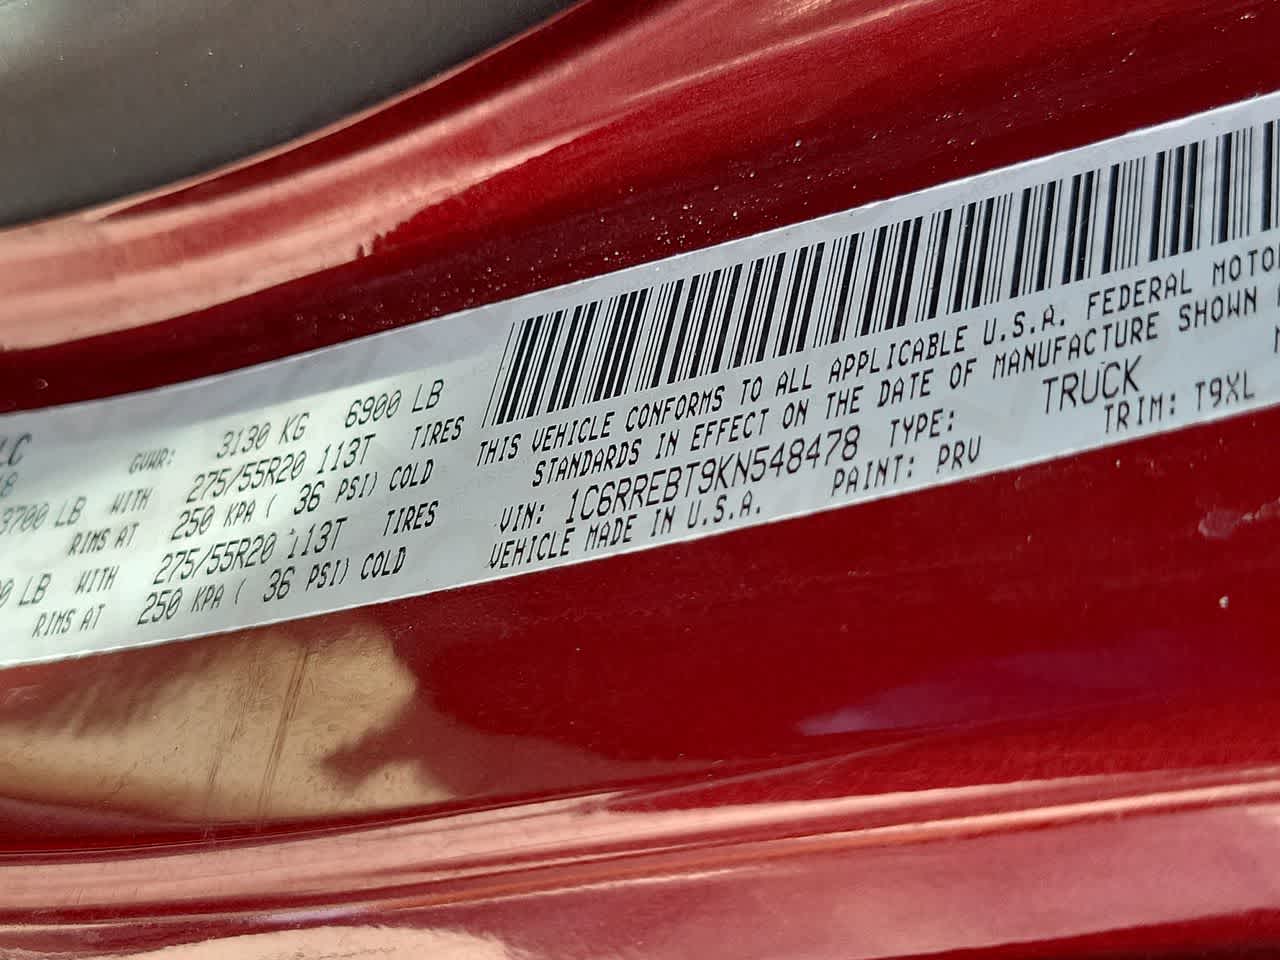 LC
GVWR: 3130 KG 6900 LB
3700 LB WITH 275/55R20 113T TIRES
RIMS AT 250 KPA ( 36 PSI) COLD
0 LB WITH 275/55R20 113T TIRES
RIMS AT 250 KPA ( 36 PSI) COLD
THIS VEHICLE CONFORMS TO ALL APPLICABLE U.S.A. FEDERAL MOTO
STANDARDS IN EFFECT ON THE DATE OF MANUFACTURE SHOWN
VIN: 1C6RREBT9KN548478 TYPE: TRUCK
VEHICLE MADE IN U.S.A. PAINT: PRV TRIM: T9XL